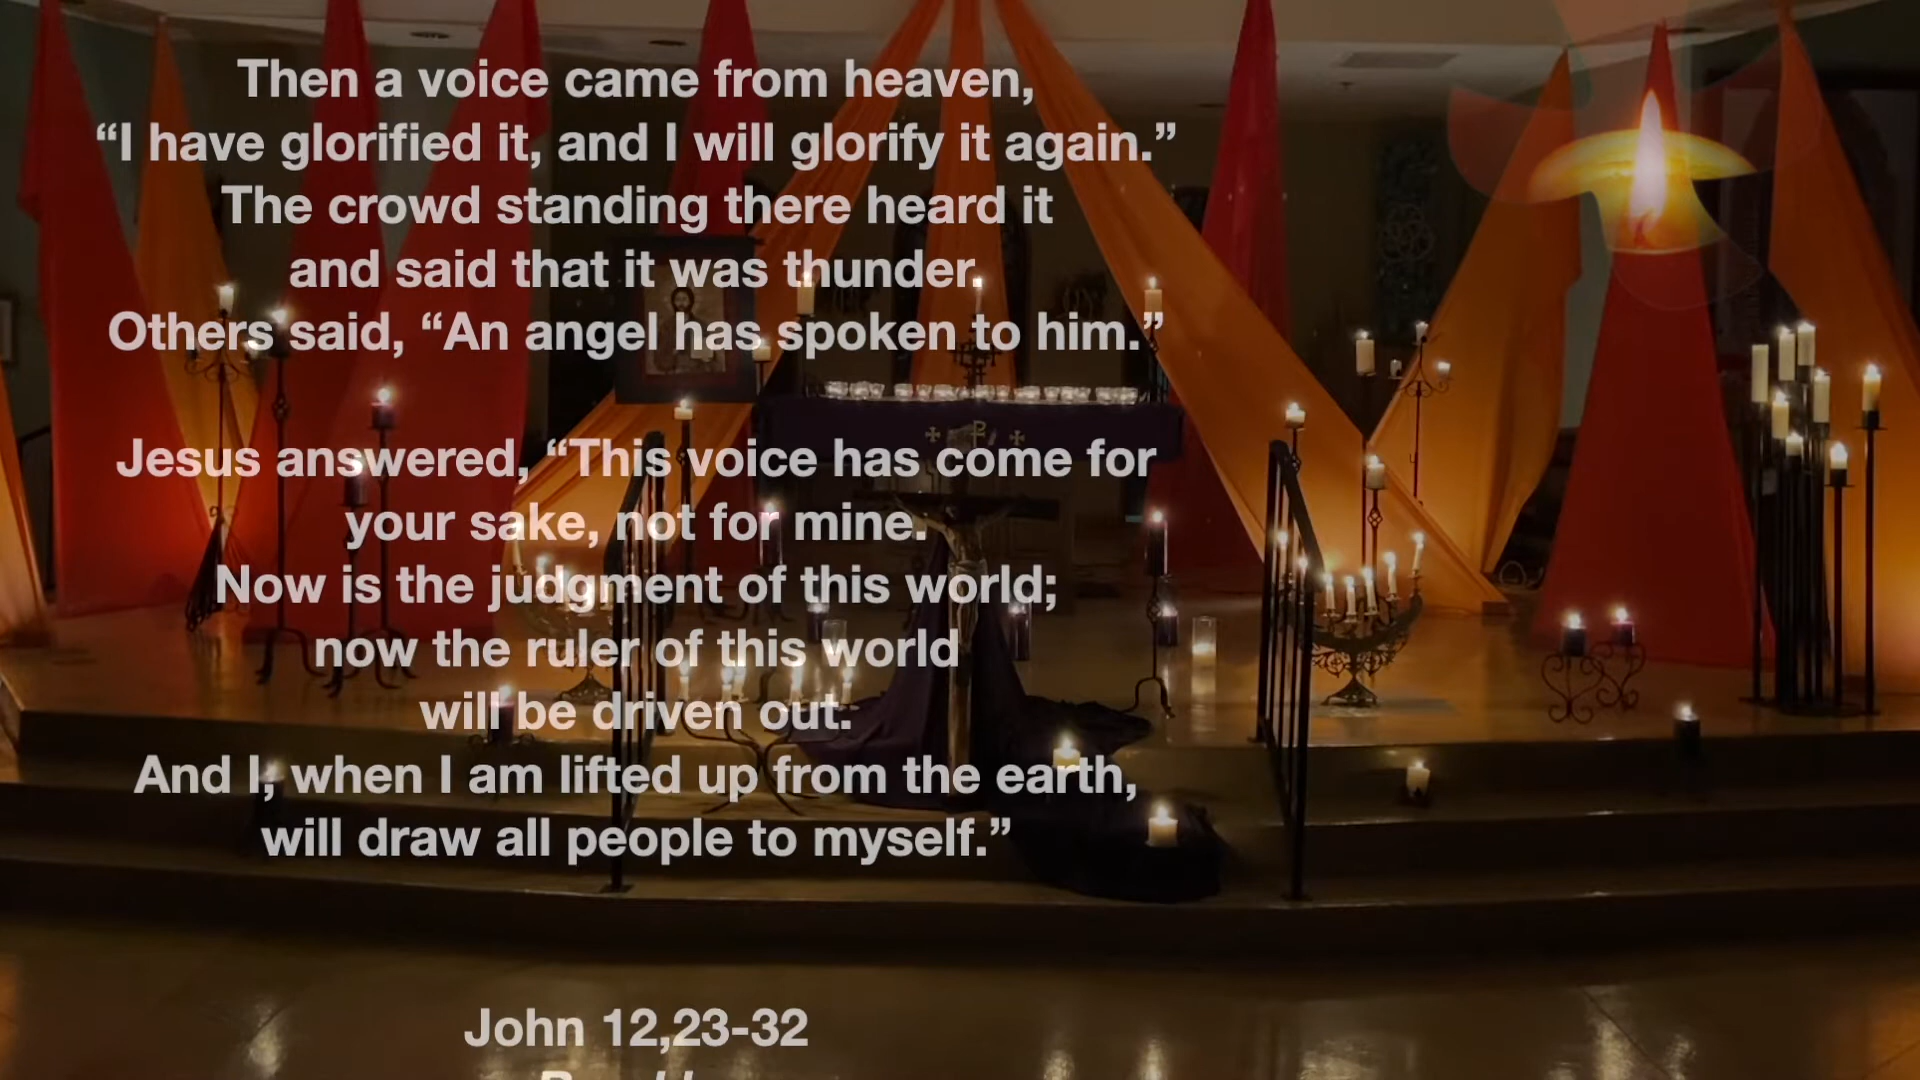 Then a voice came from heaven,
“I have glorified it, and I will glorify it again.”
The crowd standing there heard it
and said that it was thunder.
Others said, “An angel has spoken to him.”
Jesus answered, “This voice has come for
your sake, not for mine.
Now is the judgment of this world;
now the ruler of this world
will be driven out.
And I, when I am lifted up from the earth,
will draw all people to myself.”
John 12,23-32